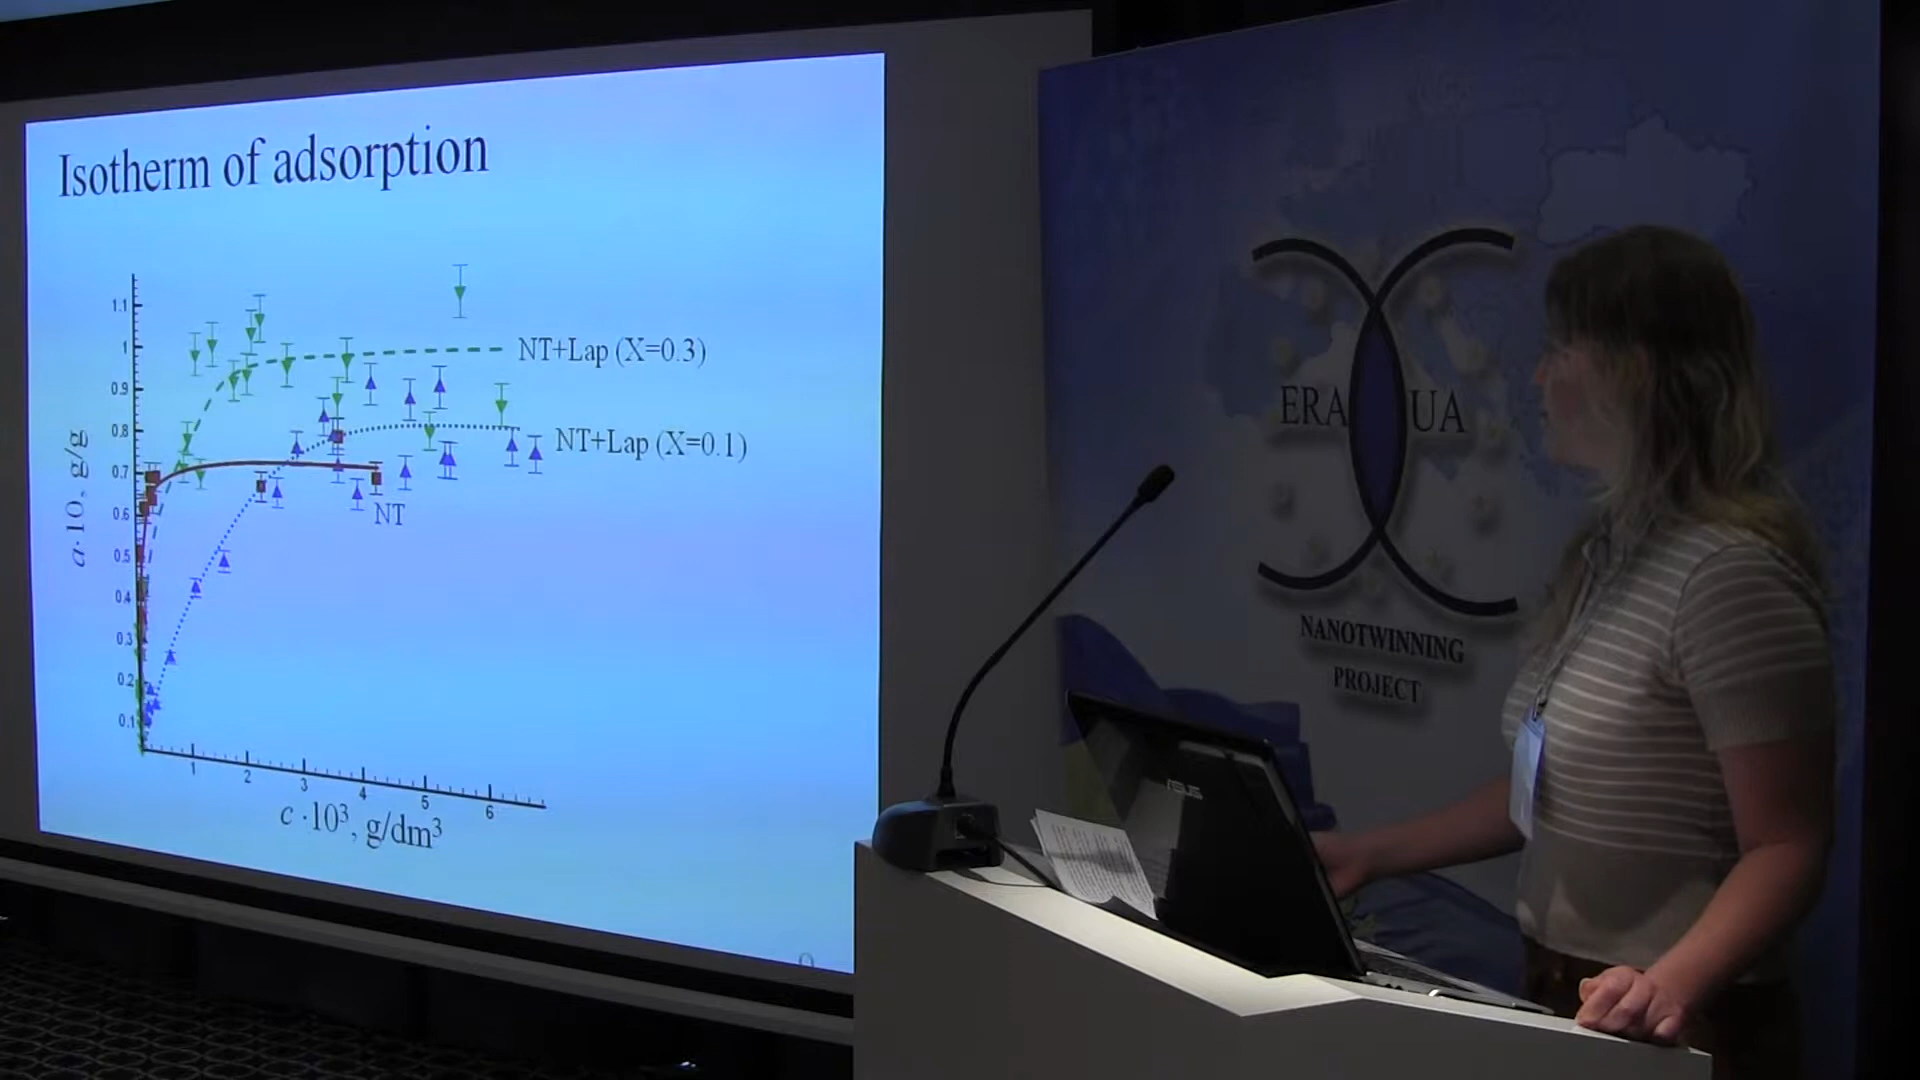 Isotherm of adsorption
1.1
1
0.9
0.8
0.7
0.6
0.5
0.4
0.3
0.2
0.1
a·10, g/g
NT+Lap (X=0.3)
NT+Lap (X=0.1)
NT
1 2 3 4 5 6
c ·10³, g/dm³
ERA UA
NANOTWINNING
PROJECT
ASUS